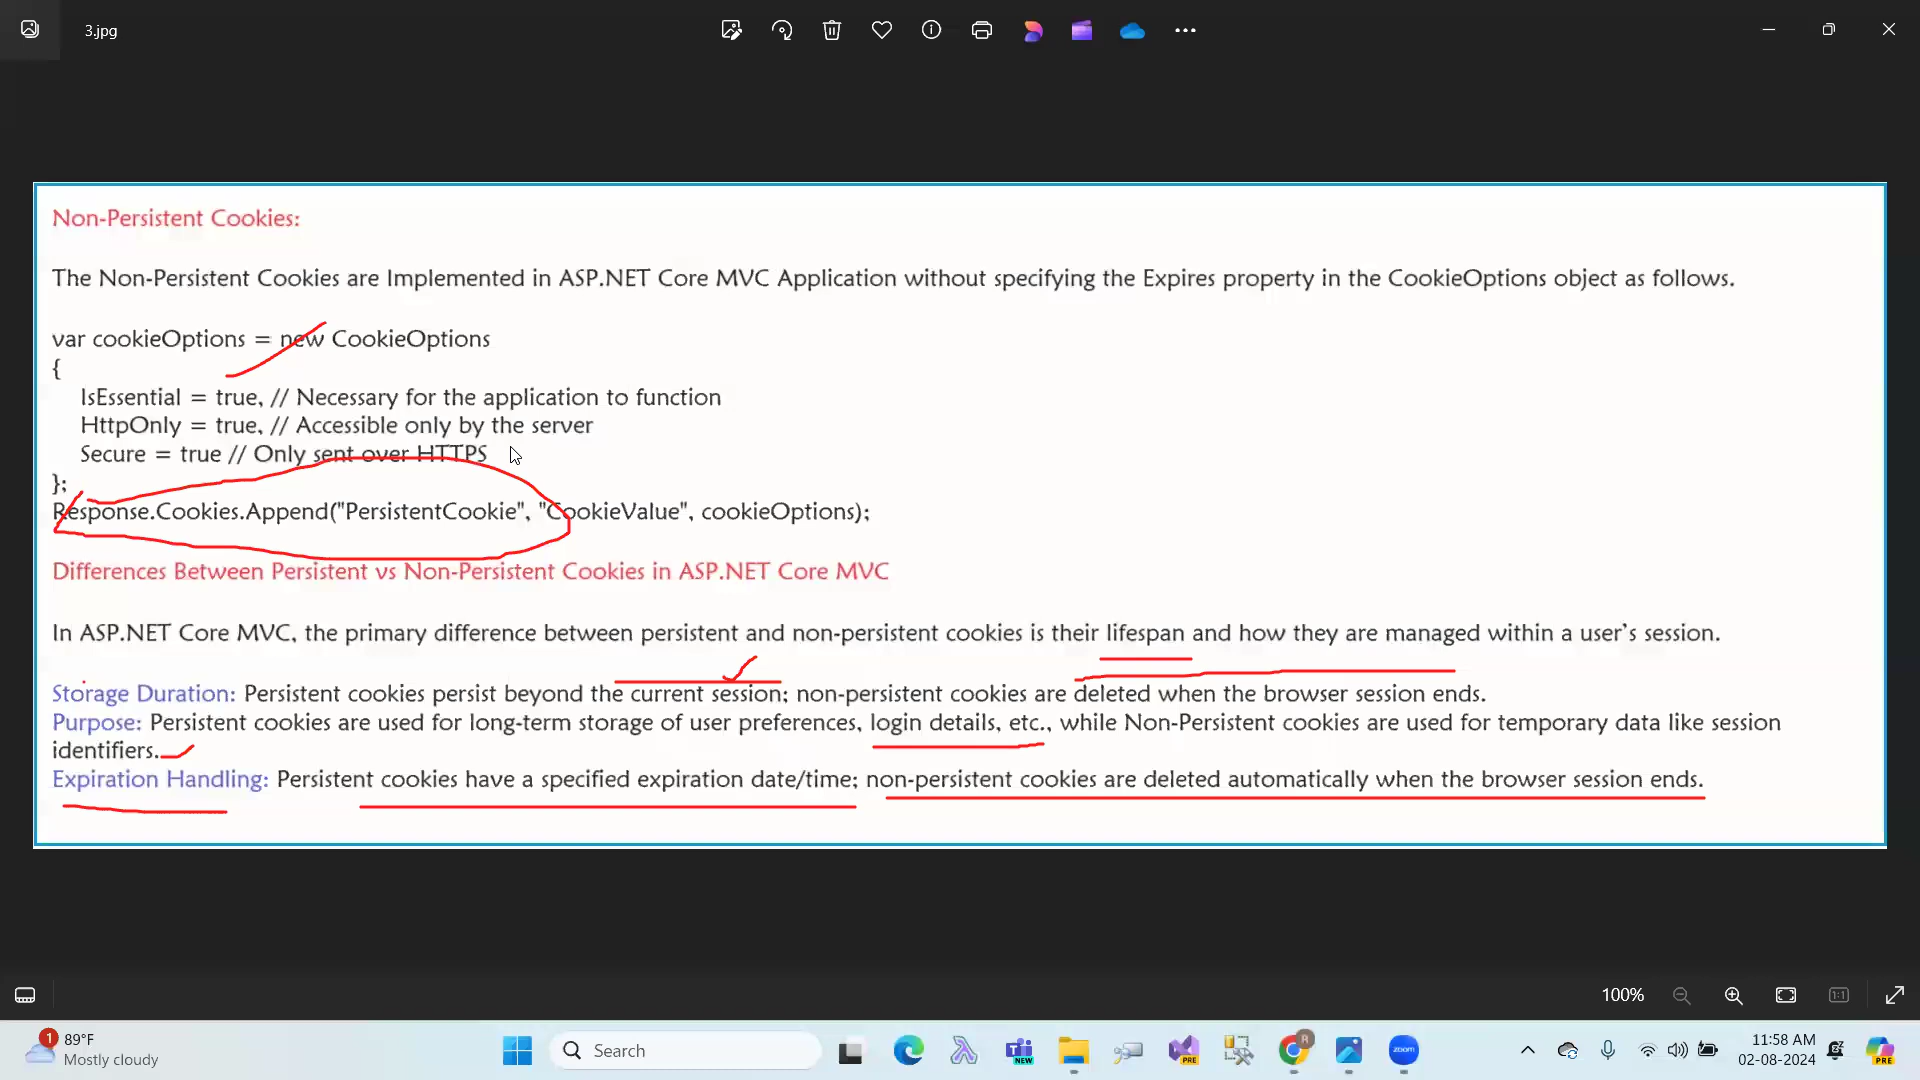 3.jpg
Non-Persistent Cookies:
The Non-Persistent Cookies are Implemented in ASP.NET Core MVC Application without specifying the Expires property in the CookieOptions object as follows.
var cookieOptions = new CookieOptions
{
IsEssential = true, // Necessary for the application to function
HttpOnly = true, // Accessible only by the server
Secure = true // Only sent over HTTPS
};
Response.Cookies.Append("PersistentCookie", "CookieValue", cookieOptions);
Differences Between Persistent vs Non-Persistent Cookies in ASP.NET Core MVC
In ASP.NET Core MVC, the primary difference between persistent and non-persistent cookies is their lifespan and how they are managed within a user's session.
Storage Duration: Persistent cookies persist beyond the current session; non-persistent cookies are deleted when the browser session ends.
Purpose: Persistent cookies are used for long-term storage of user preferences, login details, etc., while Non-Persistent cookies are used for temporary data like session
identifiers.
Expiration Handling: Persistent cookies have a specified expiration date/time; non-persistent cookies are deleted automatically when the browser session ends.
100%
1:1
1
89°F
Mostly cloudy
Search
NEW
PRE
R
zoom
11:58 AM
02-08-2024
PRE